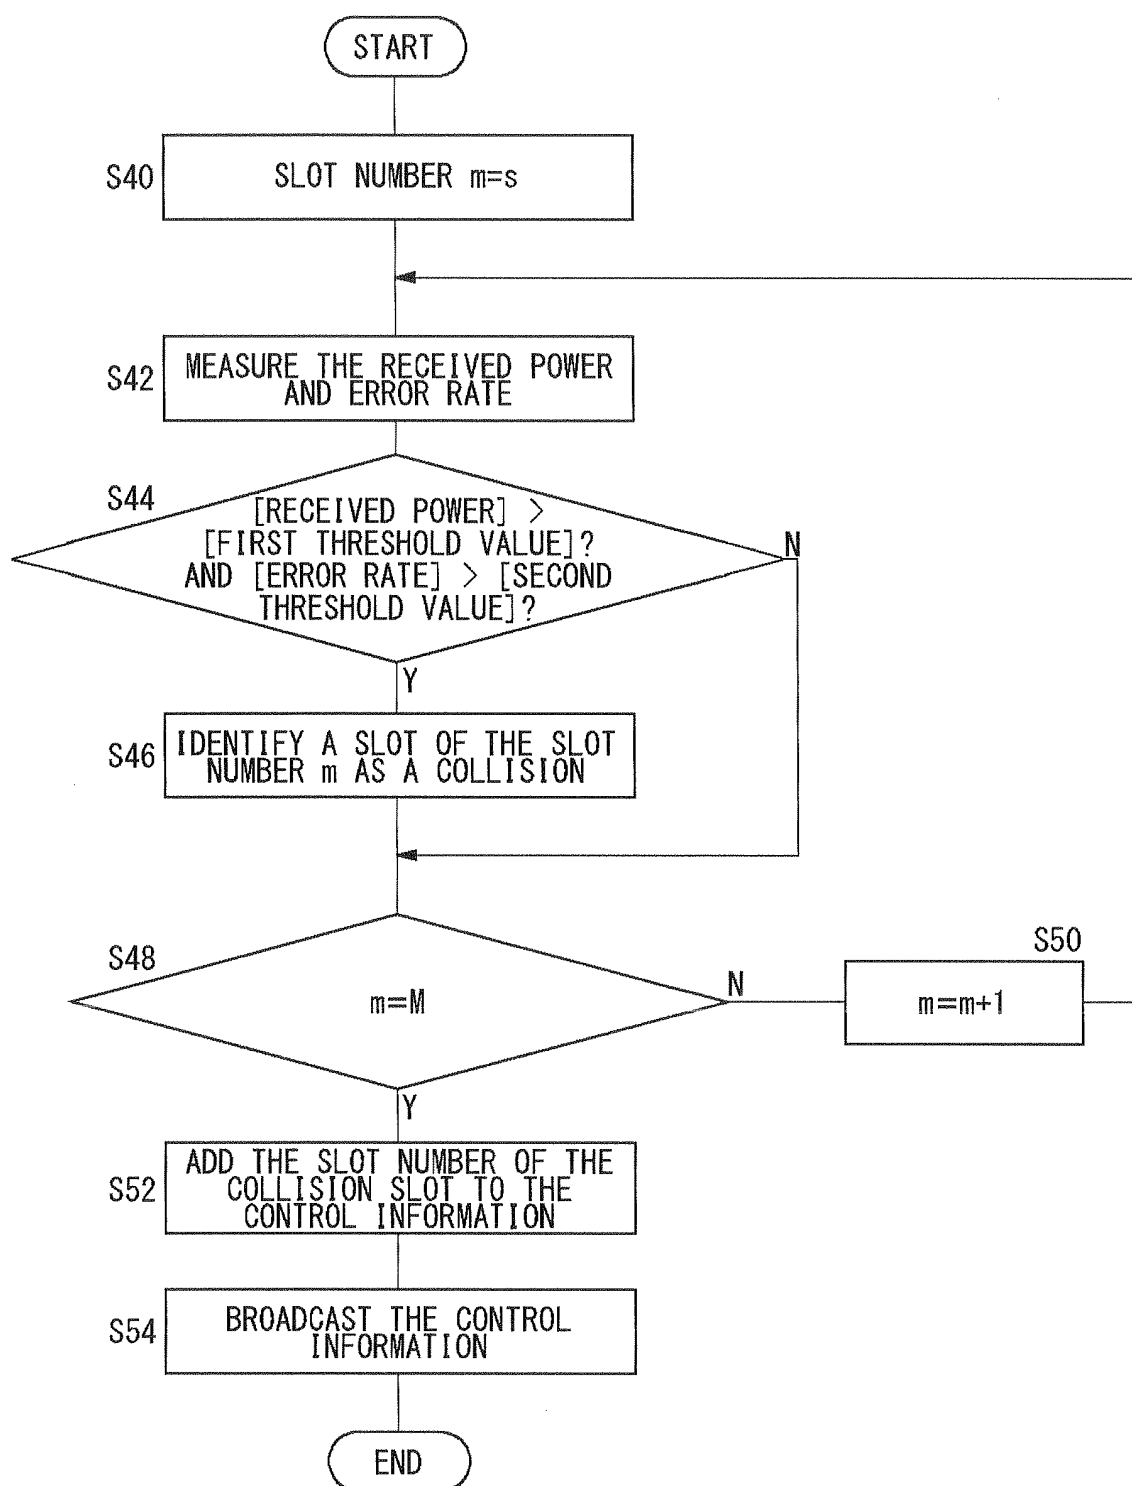 START
S40
SLOT NUMBER m=s
S42
MEASURE THE RECEIVED POWER
AND ERROR RATE
S44
[RECEIVED POWER] >
[FIRST THRESHOLD VALUE]?
AND [ERROR RATE] > [SECOND
THRESHOLD VALUE]?
N
Y
S46
IDENTIFY A SLOT OF THE SLOT
NUMBER m AS A COLLISION
S48
m=M
N
S50
m=m+1
Y
S52
ADD THE SLOT NUMBER OF THE
COLLISION SLOT TO THE
CONTROL INFORMATION
S54
BROADCAST THE CONTROL
INFORMATION
END